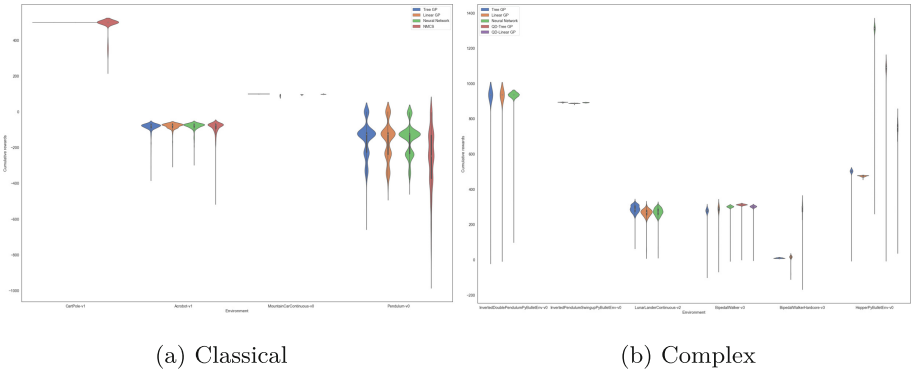 Tree GP
Linear GP
Neural Network
NMCS
400
200
0
−200
−400
−600
−800
−1000
Cumulative rewards
CartPole-v1
Acrobot-v1
MountainCarContinuous-v0
Pendulum-v0
Environment
(a) Classical
Tree GP
Linear GP
Neural Network
QD-Tree GP
QD-Linear GP
1400
1200
1000
800
600
400
200
0
−200
Cumulative rewards
InvertedDoublePendulumPyBulletEnv-v0
InvertedPendulumSwingupPyBulletEnv-v0
LunarLanderContinuous-v2
BipedalWalker-v3
BipedalWalkerHardcore-v3
HopperPyBulletEnv-v0
Environment
(b) Complex